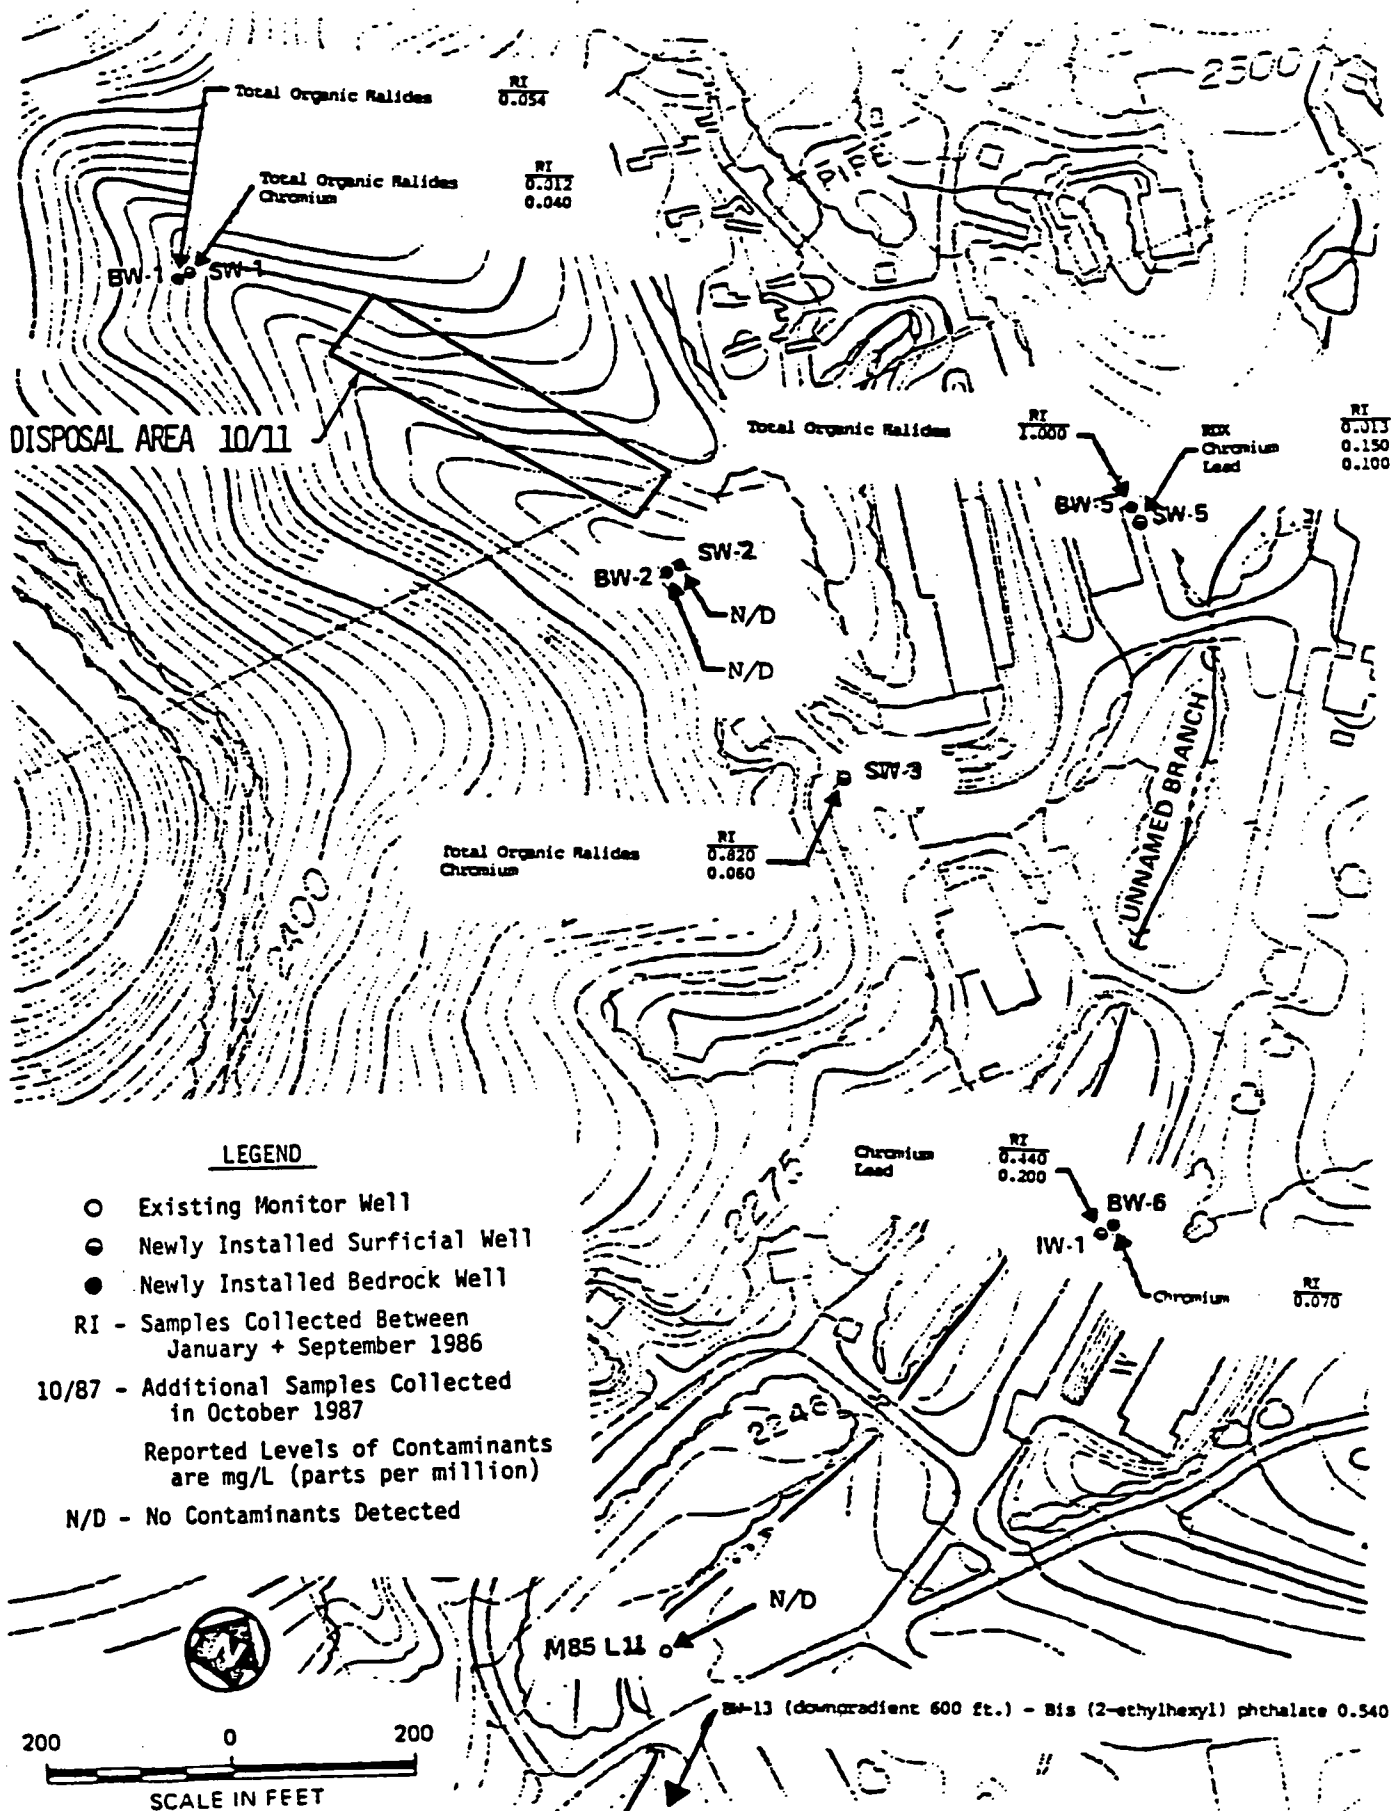 2300
Total Organic Halides
RI
0.054
PIPE
Total Organic Halides
Chromium
RI
0.012
0.040
BW-1
SW-1
DISPOSAL AREA 10/11
Total Organic Halides
RI
1.000
RDX
Chromium
Lead
RI
0.013
0.150
0.100
BW-5
SW-5
SW-2
BW-2
N/D
N/D
UNNAMED BRANCH
SW-3
Total Organic Halides
Chromium
RI
0.820
0.060
2400
LEGEND
Existing Monitor Well
Newly Installed Surficial Well
Newly Installed Bedrock Well
RI - Samples Collected Between
January + September 1986
10/87 - Additional Samples Collected
in October 1987
Reported Levels of Contaminants
are mg/L (parts per million)
N/D - No Contaminants Detected
Chromium
Lead
RI
0.440
0.200
2275
BW-6
IW-1
Chromium
RI
0.070
N/D
M85 L11
N
BW-13 (downgradient 600 ft.) - Bis (2-ethylhexyl) phthalate 0.540
200 0 200
SCALE IN FEET